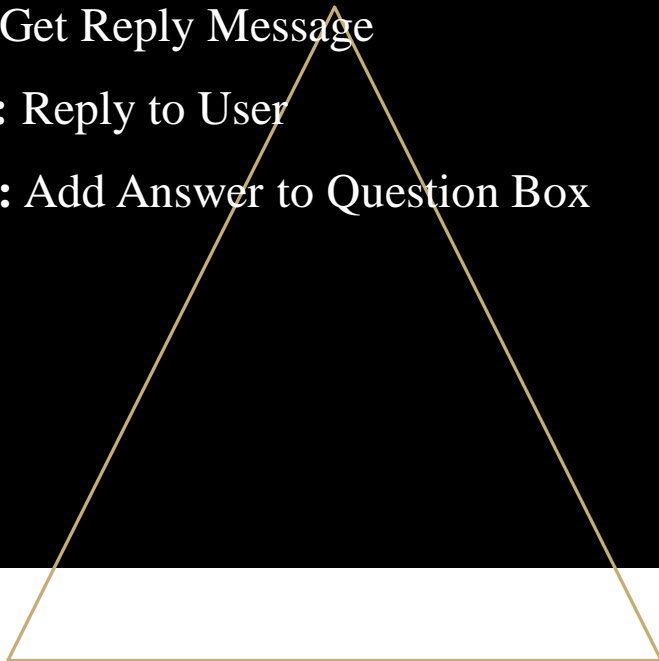 Get Reply Message
: Reply to User
: Add Answer to Question Box